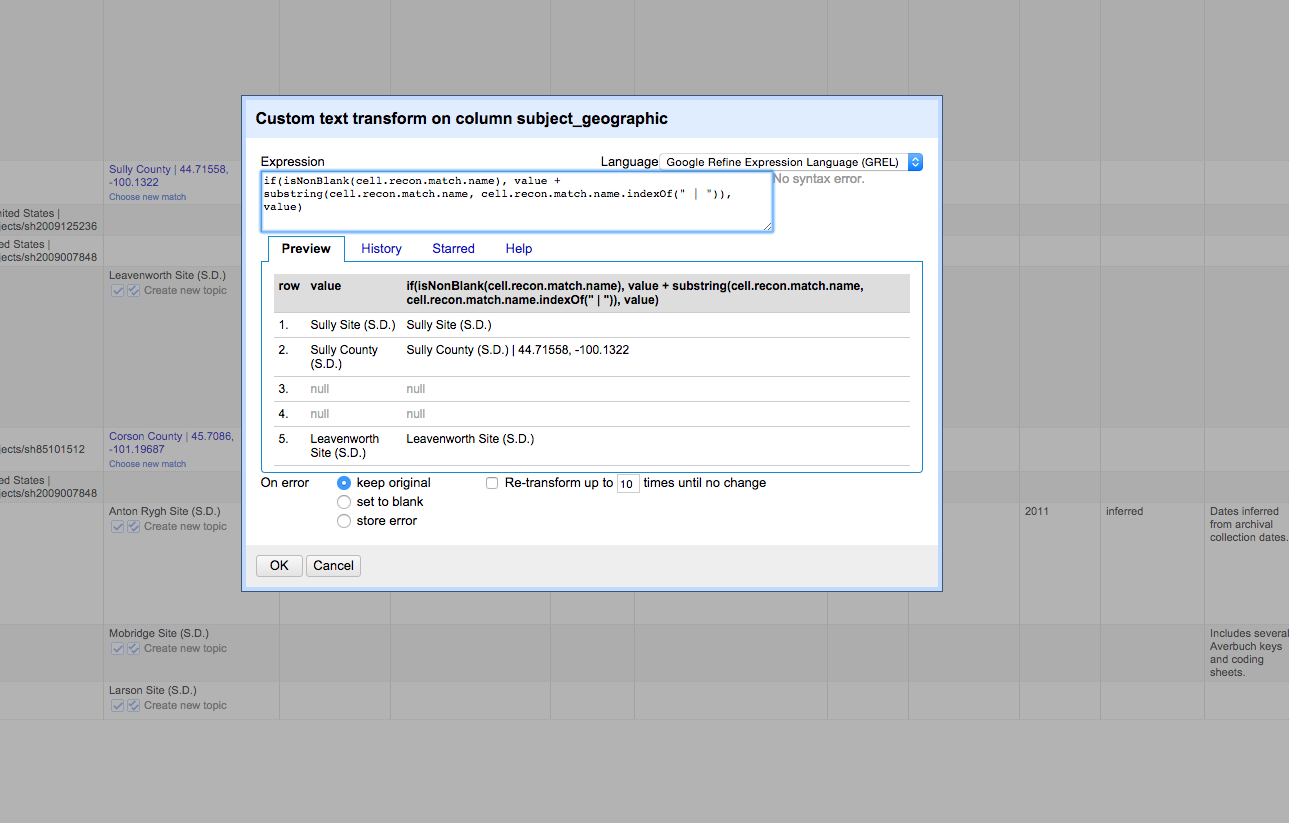 Custom text transform on column subject_geographic
Expression
Language Google Refine Expression Language (GREL)
if(isNonBlank(cell.recon.match.name), value +
substring(cell.recon.match.name, cell.recon.match.name.indexOf(" | ")),
value)
No syntax error.
Preview History Starred Help
row value if(isNonBlank(cell.recon.match.name), value + substring(cell.recon.match.name,
cell.recon.match.name.indexOf(" | ")), value)
1. Sully Site (S.D.) Sully Site (S.D.)
2. Sully County Sully County (S.D.) | 44.71558, -100.1322
(S.D.)
3. null null
4. null null
5. Leavenworth Leavenworth Site (S.D.)
Site (S.D.)
On error keep original Re-transform up to 10 times until no change
set to blank
store error
OK Cancel
Sully County | 44.71558,
-100.1322
Choose new match
nited States |
jects/sh2009125236
ed States |
jects/sh2009007848
Leavenworth Site (S.D.)
Create new topic
jects/sh85101512
Corson County | 45.7086,
-101.19687
Choose new match
ed States |
jects/sh2009007848
Anton Rygh Site (S.D.)
Create new topic
2011
inferred
Dates inferred
from archival
collection dates.
Mobridge Site (S.D.)
Create new topic
Includes several
Averbuch keys
and coding
sheets.
Larson Site (S.D.)
Create new topic